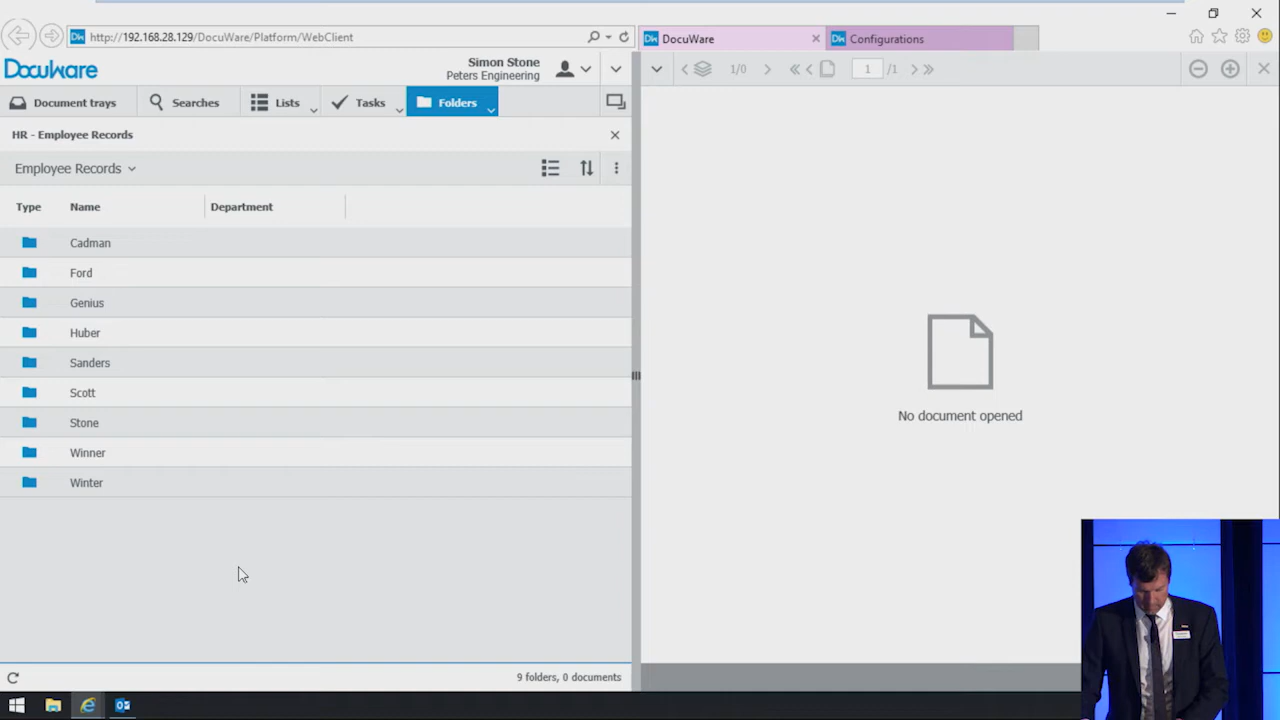 http://192.168.28.129/DocuWare/Platform/WebClient
DocuWare
Configurations
DocuWare
Simon Stone
Peters Engineering
1/0
1
/1
Document trays
Searches
Lists
Tasks
Folders
HR - Employee Records
Employee Records
Type Name Department
Cadman
Ford
Genius
Huber
Sanders
Scott
Stone
Winner
Winter
No document opened
9 folders, 0 documents